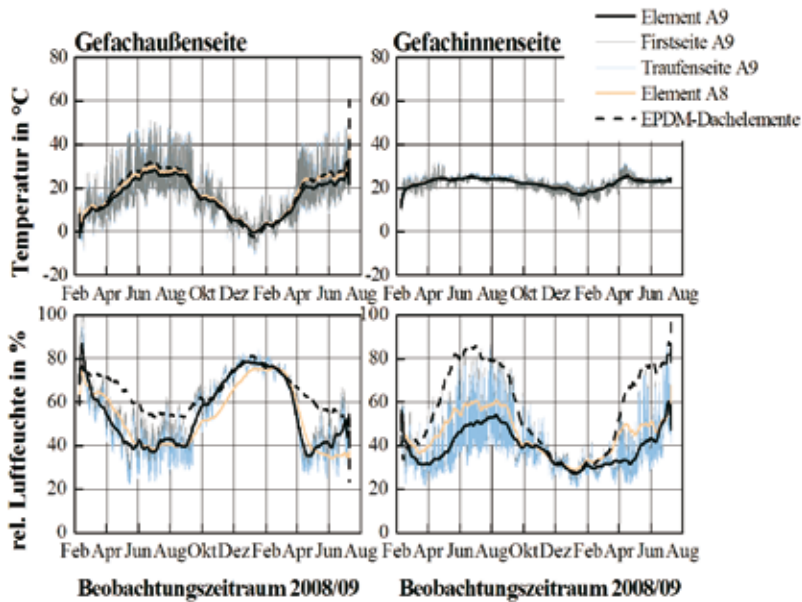 Element A9
Firstseite A9
Traufenseite A9
Element A8
EPDM-Dachelemente
Gefachaußenseite
Gefachinnenseite
Temperatur in °C
80
60
40
20
0
-20
Feb Apr Jun Aug Okt Dez Feb Apr Jun Aug
80
60
40
20
0
-20
Feb Apr Jun Aug Okt Dez Feb Apr Jun Aug
rel. Luftfeuchte in %
100
80
60
40
20
0
Feb Apr Jun Aug Okt Dez Feb Apr Jun Aug
100
80
60
40
20
0
Feb Apr Jun Aug Okt Dez Feb Apr Jun Aug
Beobachtungszeitraum 2008/09
Beobachtungszeitraum 2008/09